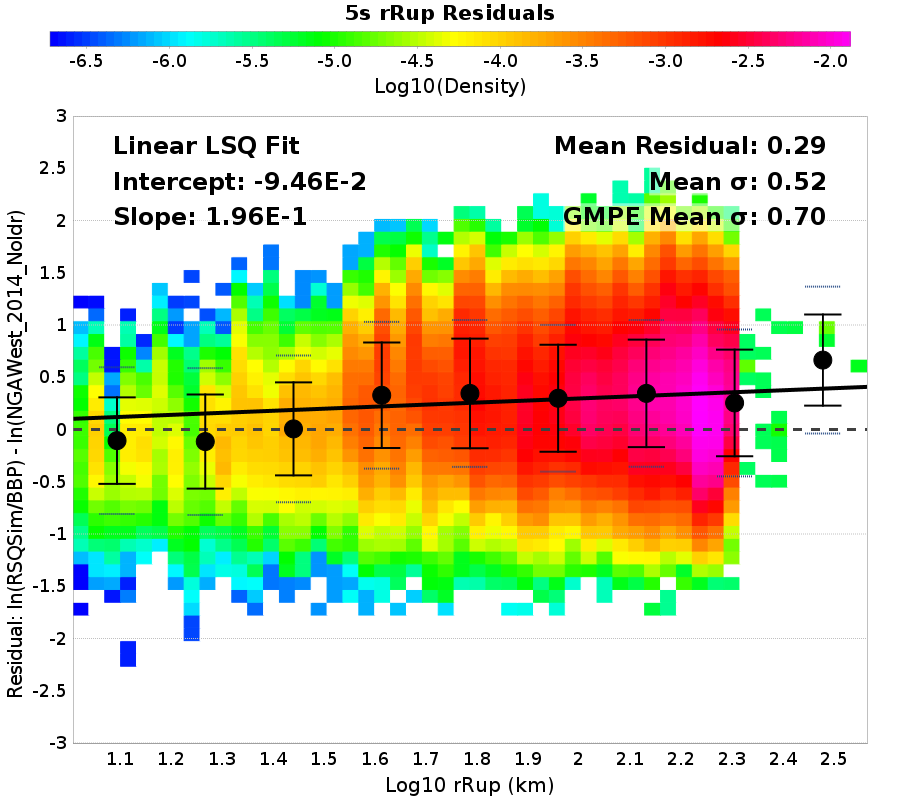 5s rRup Residuals
-6.5 -6.0 -5.5 -5.0 -4.5 -4.0 -3.5 -3.0 -2.5 -2.0
Log10(Density)
Linear LSQ Fit
Intercept: -9.46E-2
Slope: 1.96E-1
Mean Residual: 0.29
Mean σ: 0.52
GMPE Mean σ: 0.70
Residual: ln(RSQSim/BBP) - ln(NGAWest_2014_NoIdr)
3
2.5
2
1.5
1
0.5
0
-0.5
-1
-1.5
-2
-2.5
-3
1.1 1.2 1.3 1.4 1.5 1.6 1.7 1.8 1.9 2 2.1 2.2 2.3 2.4 2.5
Log10 rRup (km)